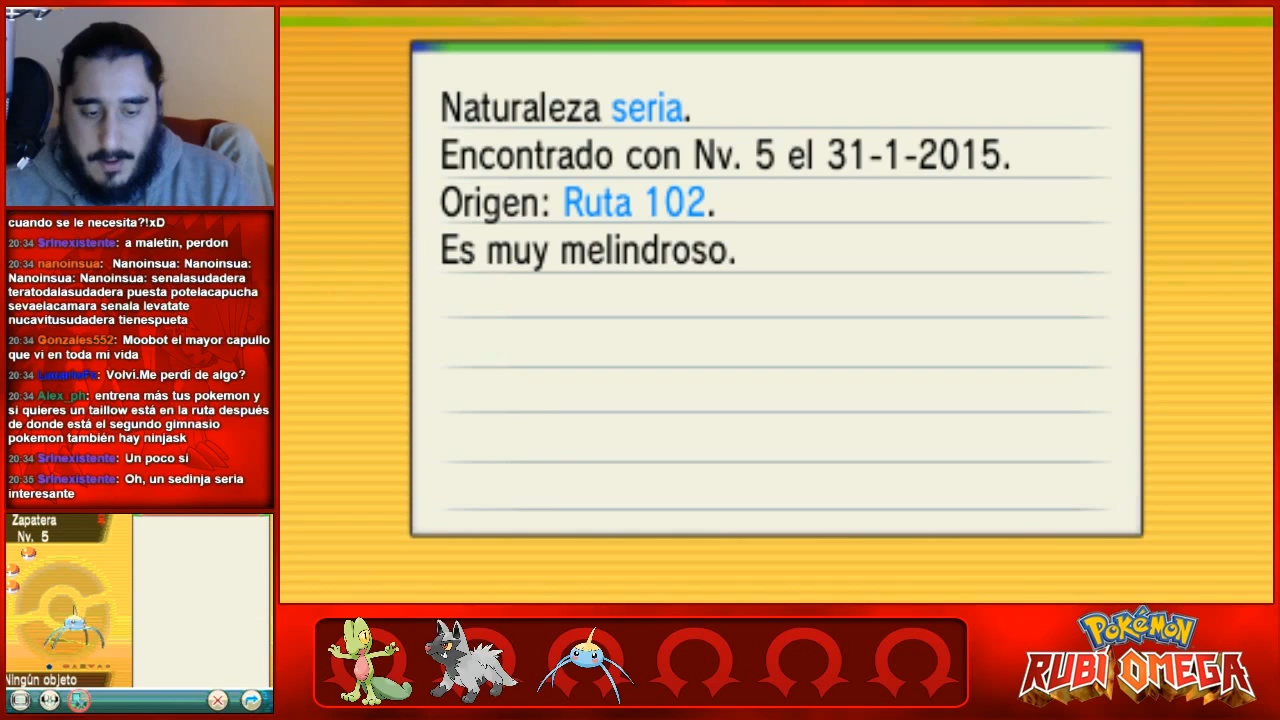 Naturaleza seria.
Encontrado con Nv. 5 el 31-1-2015.
Origen: Ruta 102.
Es muy melindroso.
cuando se le necesita?!xD
20:34 SrInexistente: a maletin, perdon
20:34 nanoinsua: Nanoinsua: Nanoinsua:
Nanoinsua: Nanoinsua: senalasudadera
teratodalasudadera puesta potelacapucha
sevaelacamara senala levatate
nucavitusudadera tienespueta
20:34 Gonzales552: Moobot el mayor capullo
que vi en toda mi vida
20:34 Volvi.Me perdi de algo?
20:34 Alex_ph: entrena más tus pokemon y
si quieres un taillow está en la ruta después
de donde está el segundo gimnasio
pokemon también hay ninjask
20:34 SrInexistente: Un poco si
20:35 SrInexistente: Oh, un sedinja seria
interesante
Zapatera
Nv. 5
Ningún objeto
POKéMON
RUBI OMEGA